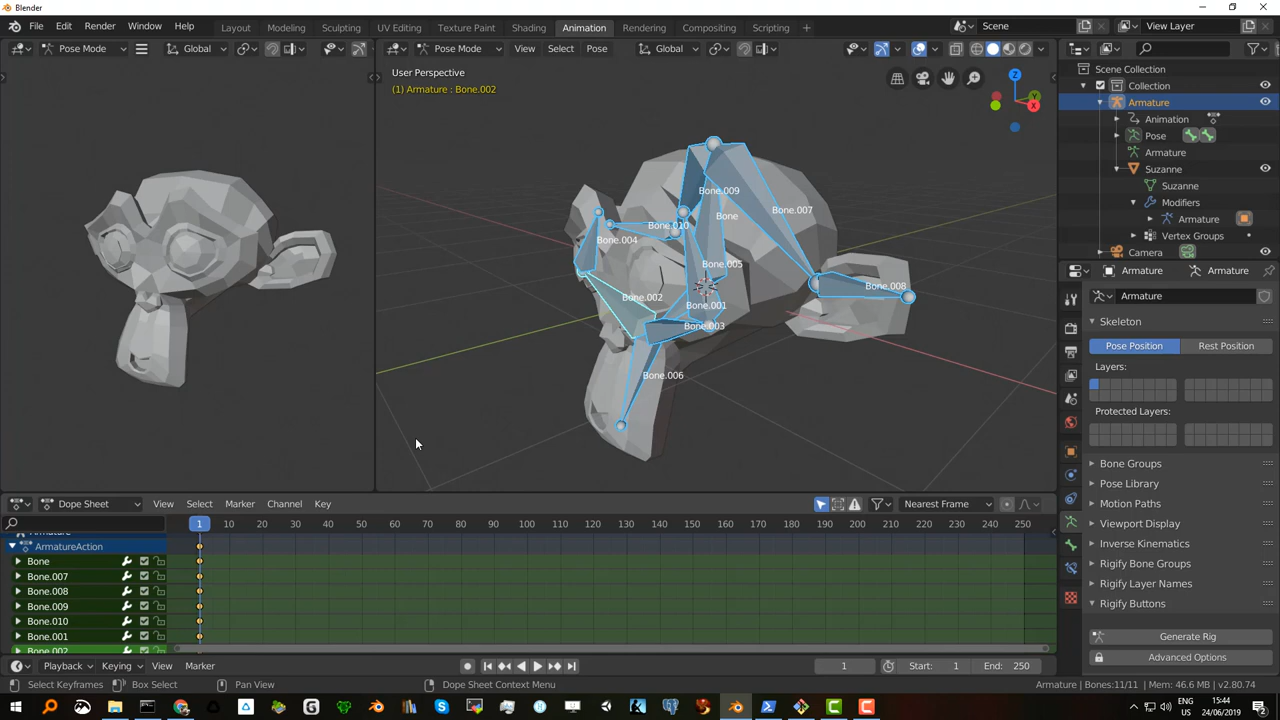 Blender
File Edit Render Window Help Layout Modeling Sculpting UV Editing Texture Paint Shading Animation Rendering Compositing Scripting + Scene View Layer
Pose Mode Global Pose Mode View Select Pose Global
User Perspective
(1) Armature : Bone.002
Z
Y
X
Bone.009
Bone.007
Bone
Bone.010
Bone.004
Bone.005
Bone.008
Bone.002
Bone.001
Bone.003
Bone.006
Scene Collection
Collection
Armature
Animation
Pose
Armature
Suzanne
Suzanne
Modifiers
Armature
Vertex Groups
Camera
Armature Armature
Armature
Skeleton
Pose Position Rest Position
Layers:
Protected Layers:
Bone Groups
Pose Library
Motion Paths
Viewport Display
Inverse Kinematics
Rigify Bone Groups
Rigify Layer Names
Rigify Buttons
Generate Rig
Advanced Options
Dope Sheet View Select Marker Channel Key Nearest Frame
1 10 20 30 40 50 60 70 80 90 100 110 120 130 140 150 160 170 180 190 200 210 220 230 240 250
Armature
ArmatureAction
Bone
Bone.007
Bone.008
Bone.009
Bone.010
Bone.001
Bone.002
Playback Keying View Marker 1 Start: 1 End: 250
Select Keyframes Box Select Pan View Dope Sheet Context Menu Armature | Bones:11/11 | Mem: 46.6 MB | v2.80.74
ENG
US
15:44
24/06/2019